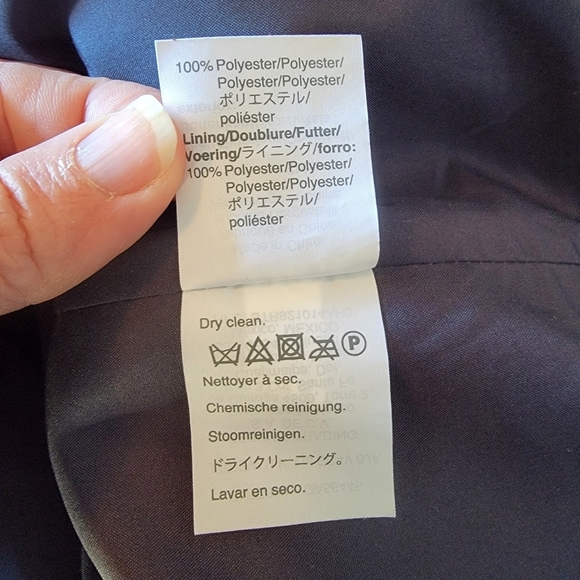 100% Polyester/Polyester/
Polyester/Polyester/
ポリエステル/
poliéster
Lining/Doublure/Futter/
Voering/ライニング/forro:
100% Polyester/Polyester/
Polyester/Polyester/
ポリエステル/
poliéster
Dry clean.
P
Nettoyer à sec.
Chemische reinigung.
Stoomreinigen.
ドライクリーニング。
Lavar en seco.